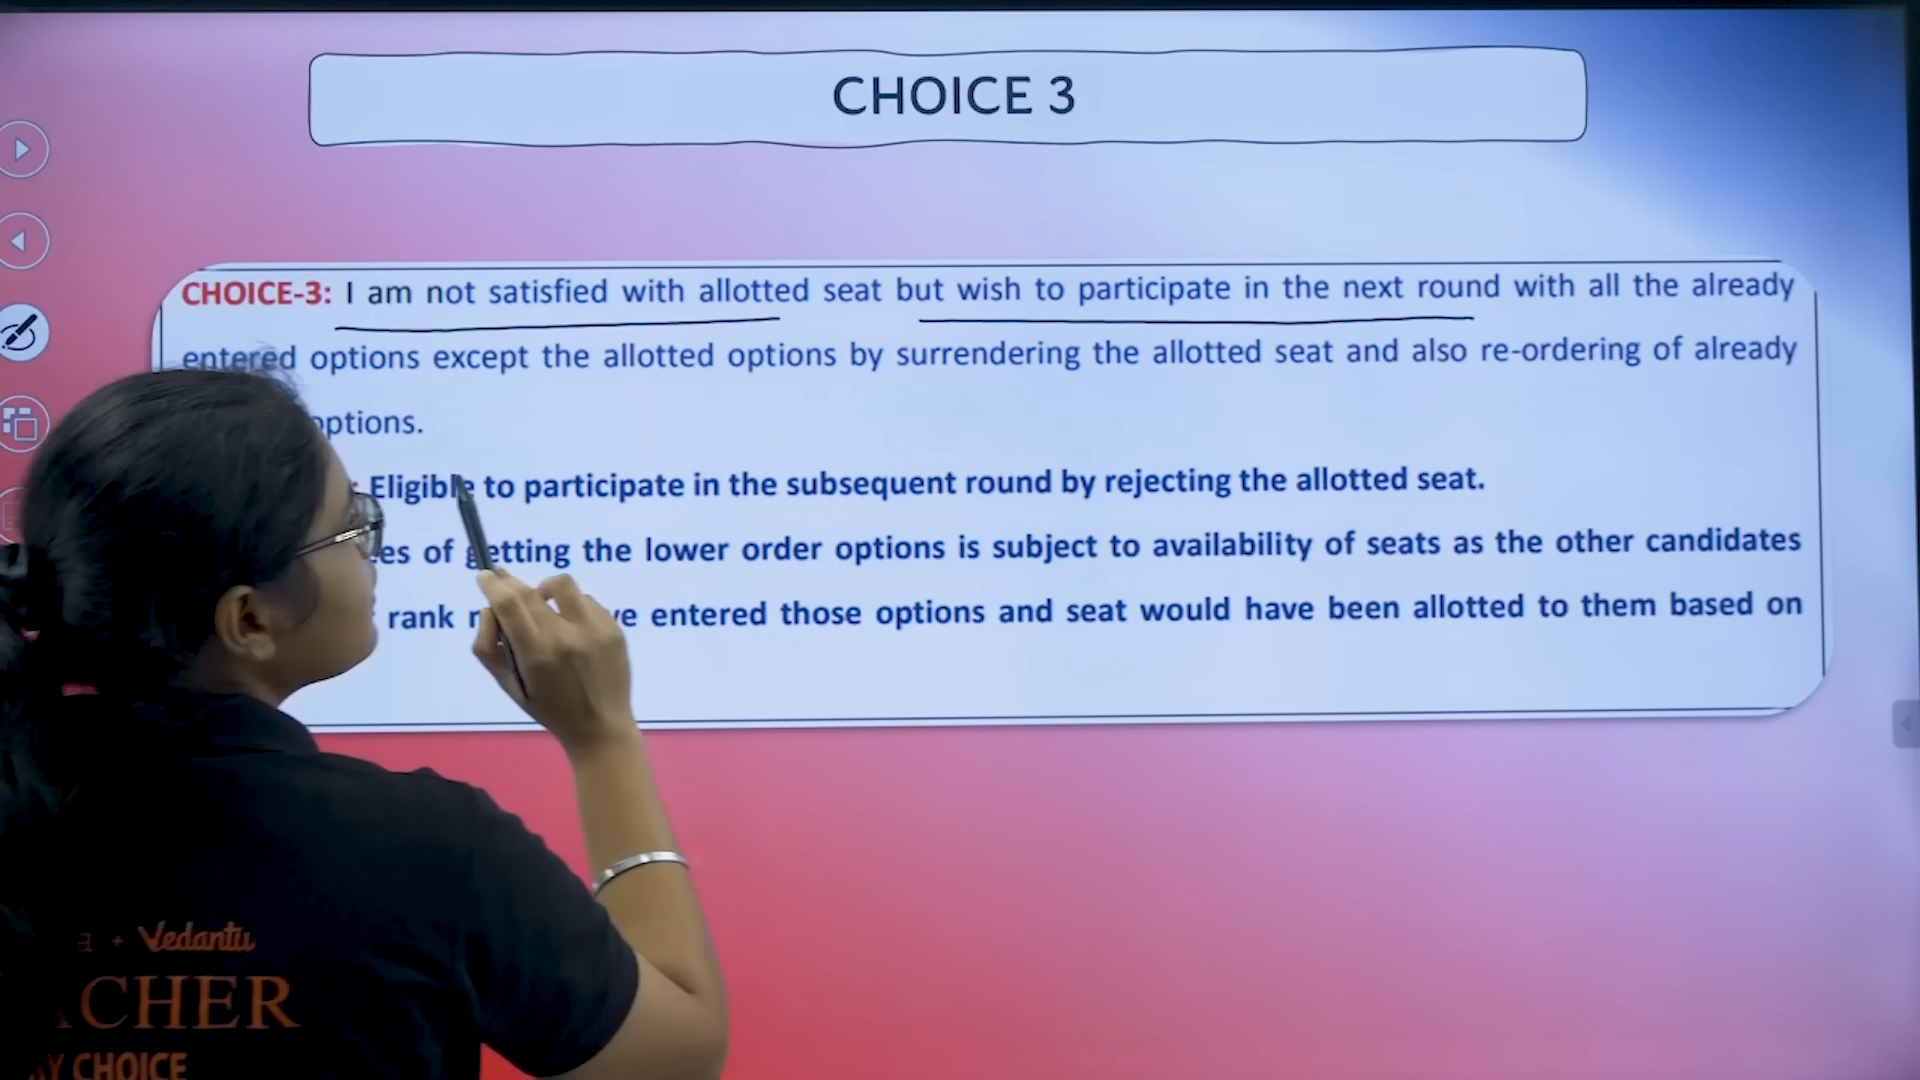 CHOICE 3
CHOICE-3: I am not satisfied with allotted seat but wish to participate in the next round with all the already
entered options except the allotted options by surrendering the allotted seat and also re-ordering of already
options.
: Eligible to participate in the subsequent round by rejecting the allotted seat.
of getting the lower order options is subject to availability of seats as the other candidates
rank entered those options and seat would have been allotted to them based on
+ Vedantu
CHER
BY CHOICE